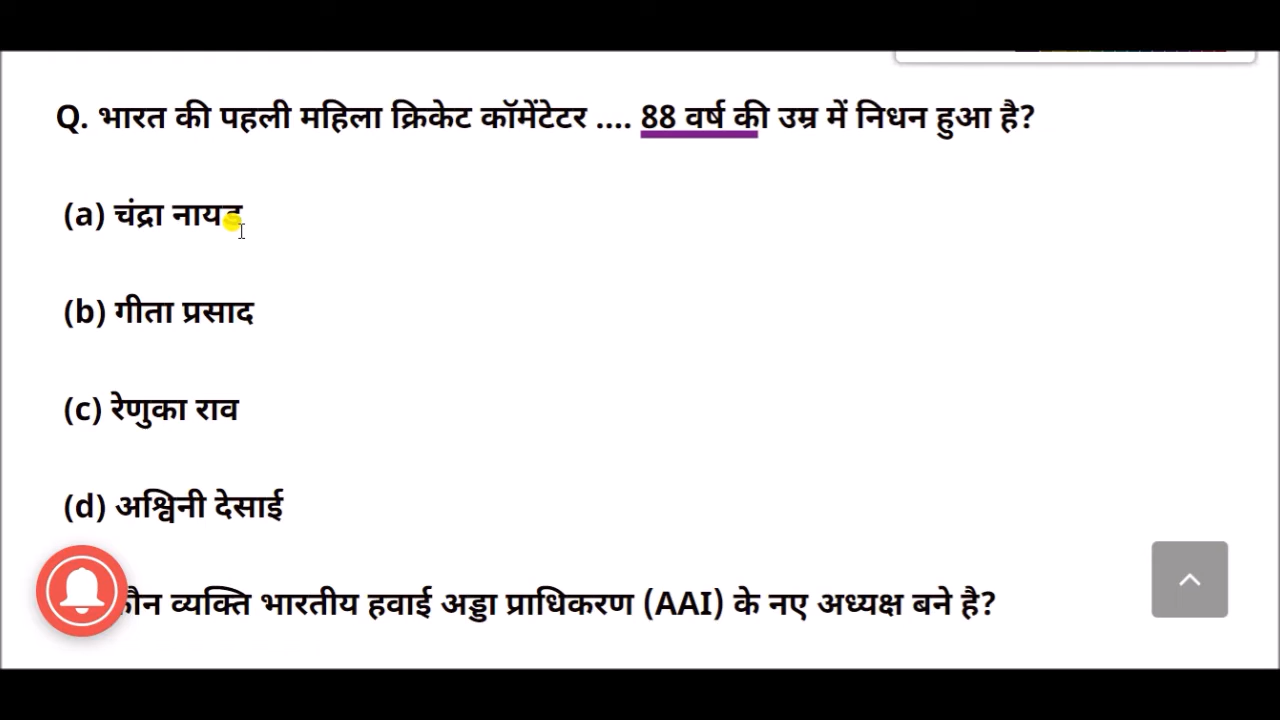 Q. भारत की पहली महिला क्रिकेट कॉमेंटेटर .... 88 वर्ष की उम्र में निधन हुआ है?
(a) चंद्रा नायडू
(b) गीता प्रसाद
(c) रेणुका राव
(d) अश्विनी देसाई
व्यक्ति भारतीय हवाई अड्डा प्राधिकरण (AAI) के नए अध्यक्ष बने है?